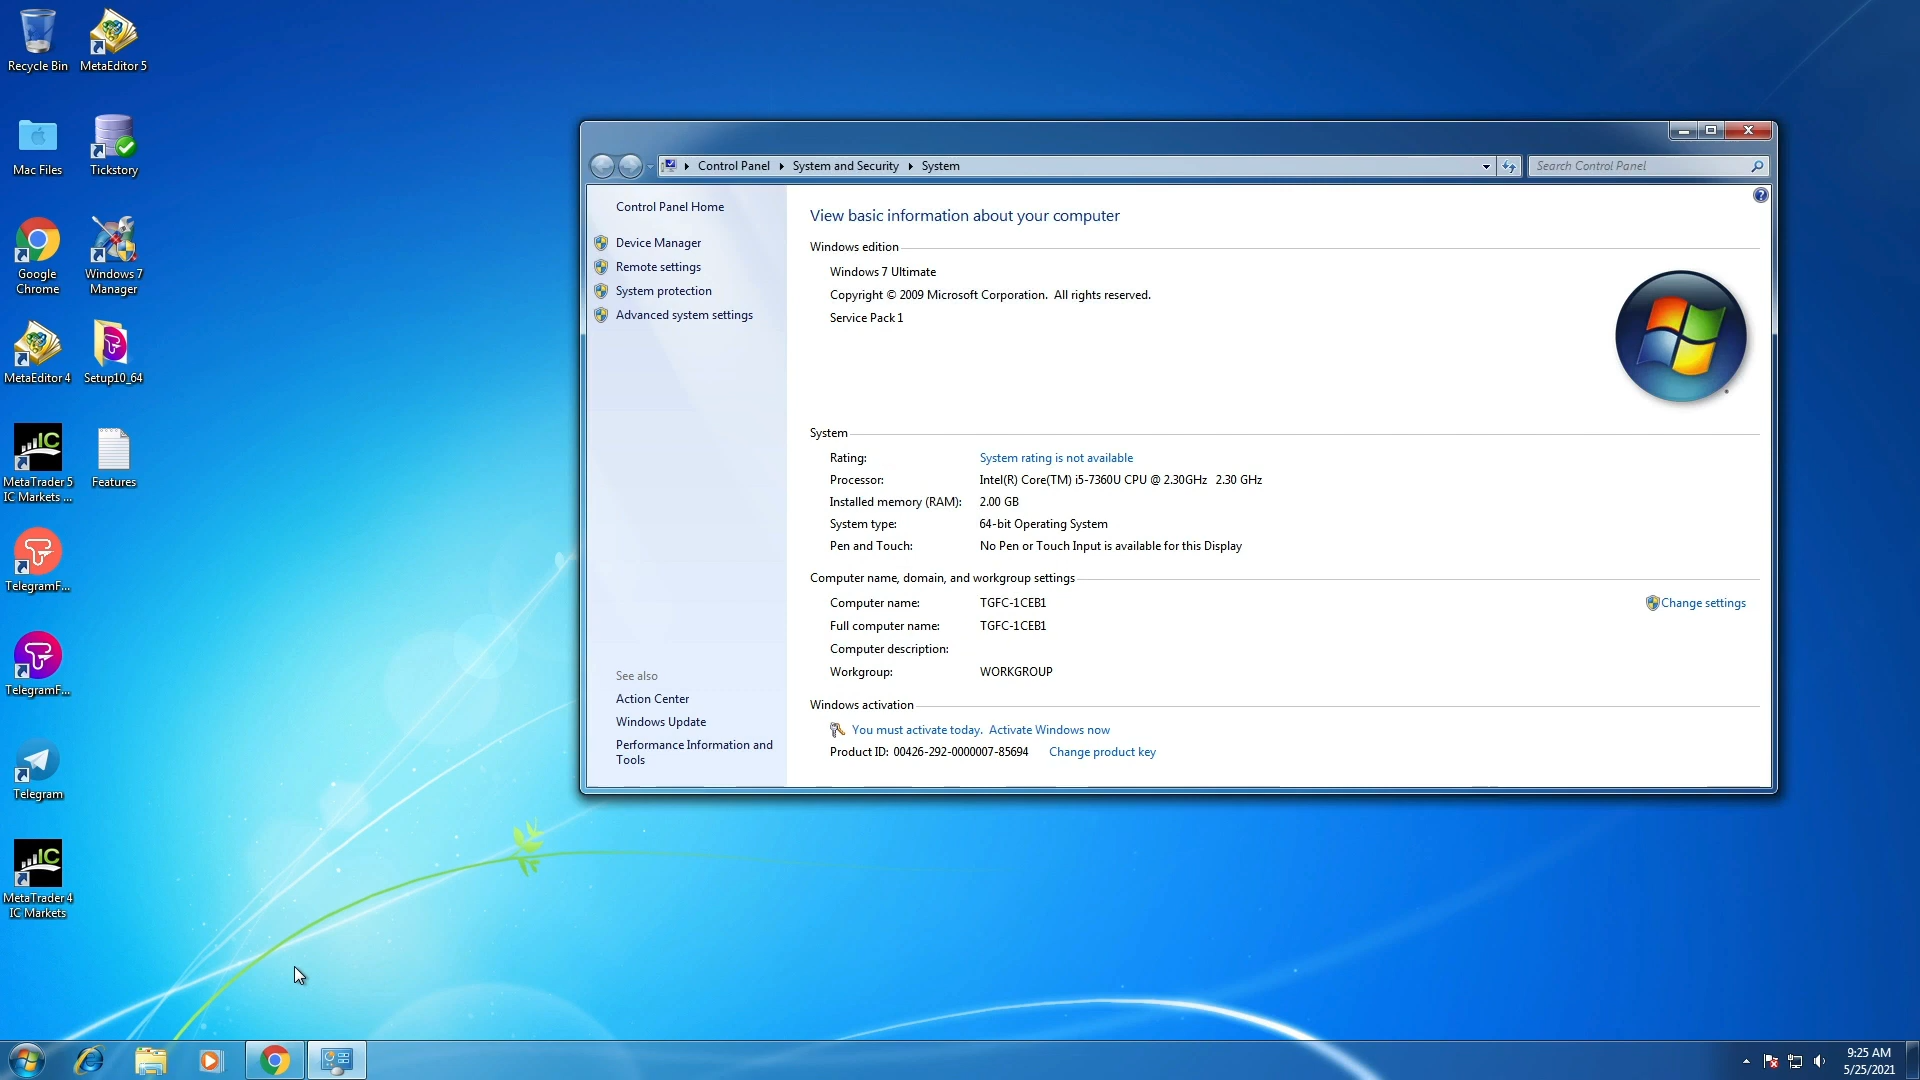 Recycle Bin
MetaEditor 5
Mac Files
Tickstory
Google
Chrome
Windows 7
Manager
MetaEditor 4
Setup10_64
MetaTrader 5
IC Markets ...
Features
TelegramF...
TelegramF...
Telegram
MetaTrader 4
IC Markets
Control Panel
System and Security
System
Search Control Panel
Control Panel Home
Device Manager
Remote settings
System protection
Advanced system settings
See also
Action Center
Windows Update
Performance Information and
Tools
View basic information about your computer
Windows edition
Windows 7 Ultimate
Copyright © 2009 Microsoft Corporation.  All rights reserved.
Service Pack 1
System
Rating: System rating is not available
Processor: Intel(R) Core(TM) i5-7360U CPU @ 2.30GHz  2.30 GHz
Installed memory (RAM): 2.00 GB
System type: 64-bit Operating System
Pen and Touch: No Pen or Touch Input is available for this Display
Computer name, domain, and workgroup settings
Computer name: TGFC-1CEB1 Change settings
Full computer name: TGFC-1CEB1
Computer description:
Workgroup: WORKGROUP
Windows activation
You must activate today.  Activate Windows now
Product ID: 00426-292-0000007-85694 Change product key
9:25 AM
5/25/2021